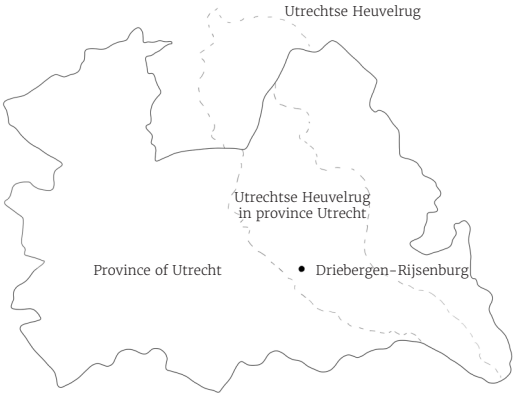 Utrechtse Heuvelrug
Utrechtse Heuvelrug
in province Utrecht
Province of Utrecht
Driebergen-Rijsenburg